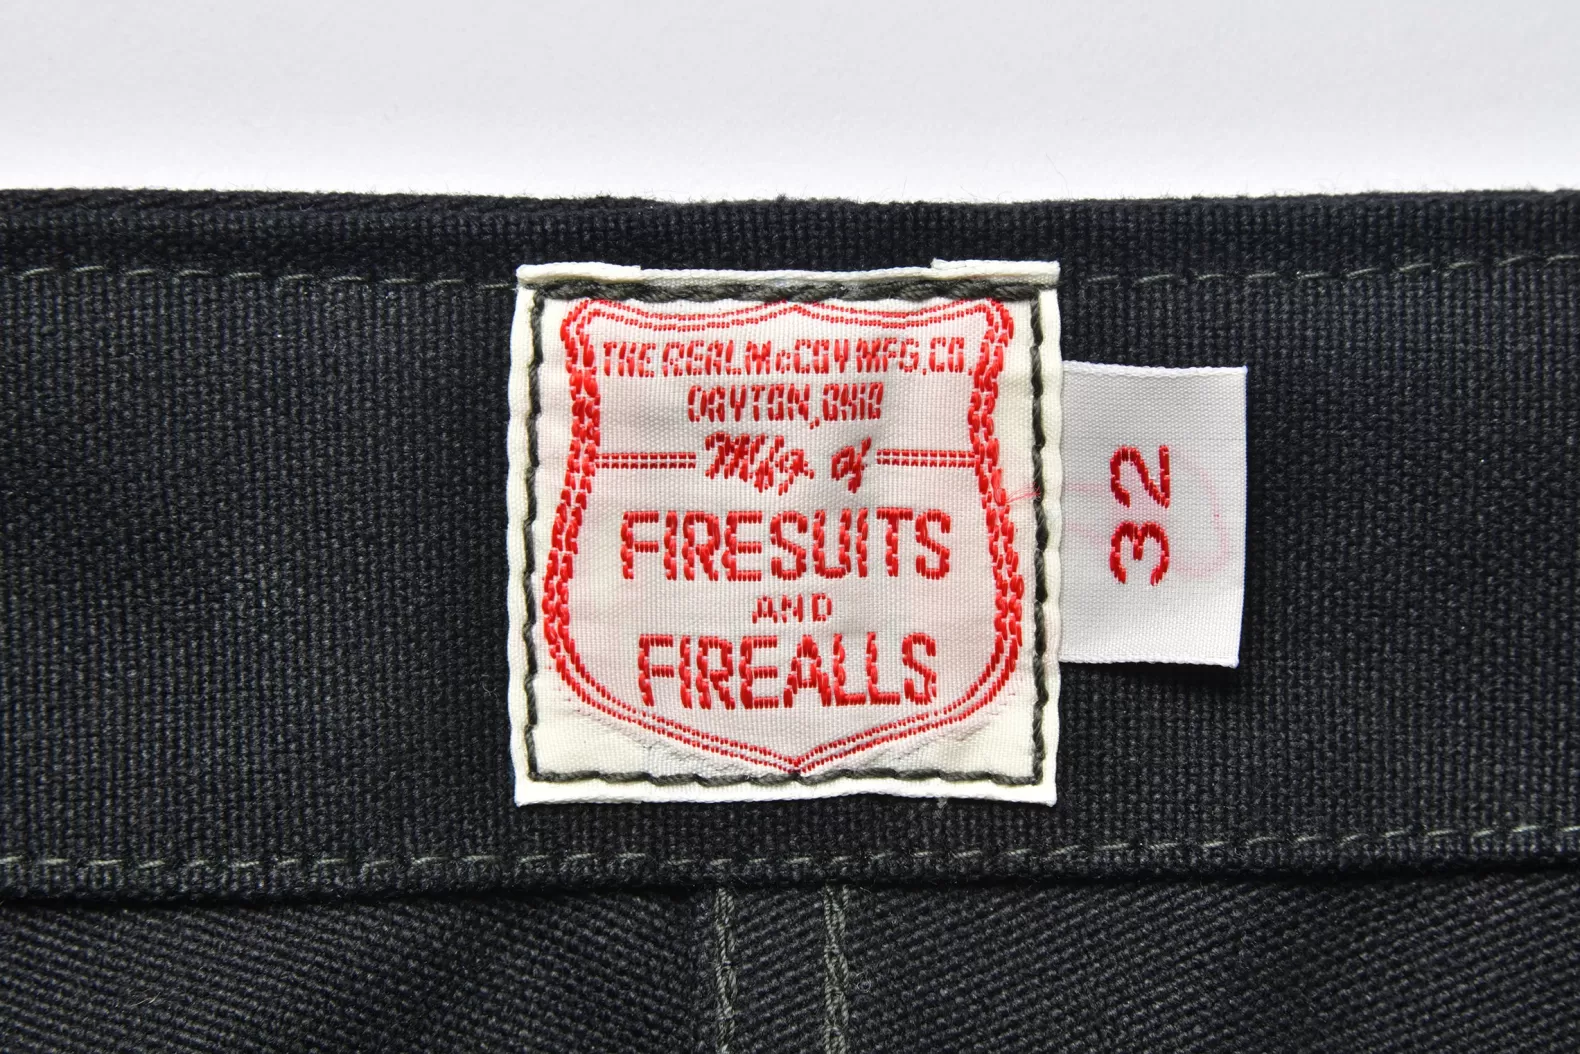 THE REAL McCOY MFG. CO.
DAYTON, OHIO
Mfg. of
FIRESUITS
AND
FIREALLS
32